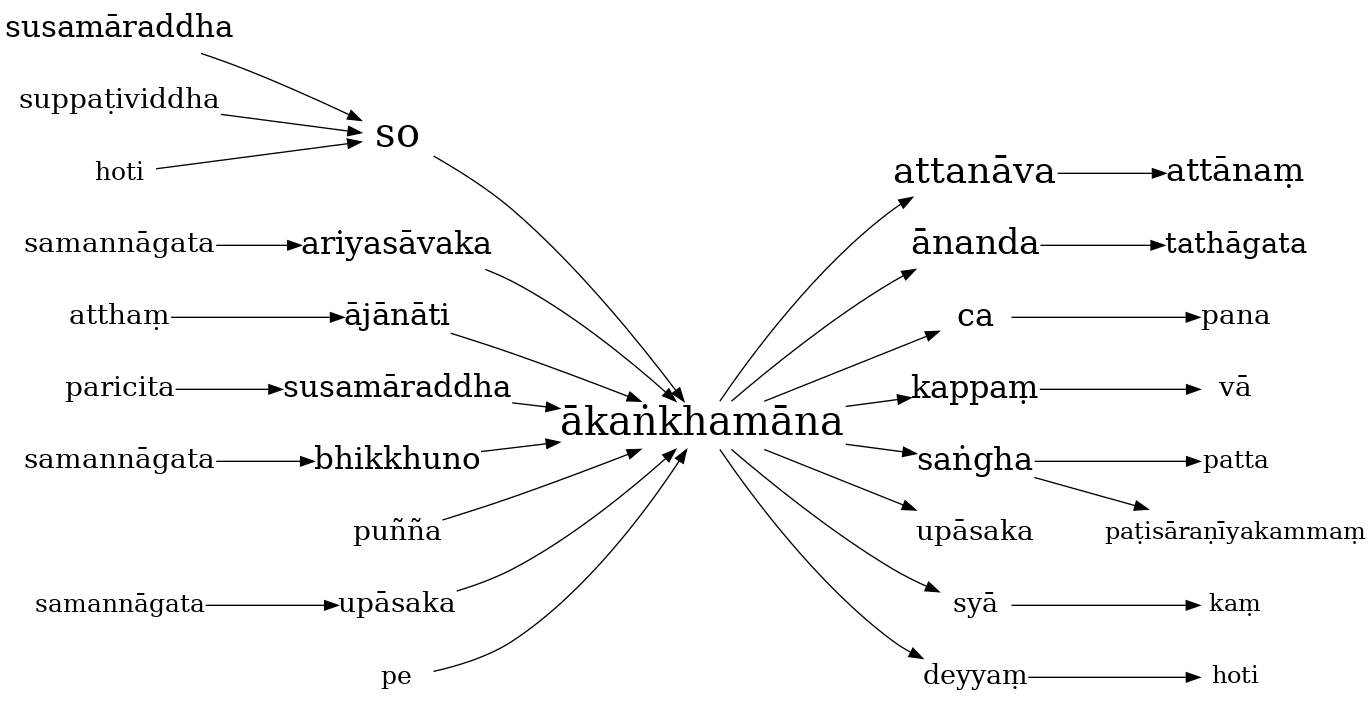 susamāraddha
suppaṭividdha
so
hoti
attanāva attānaṃ
samannāgata ariyasāvaka ānanda tathāgata
atthaṃ ājānāti ca pana
paricita susamāraddha kappaṃ vā
ākaṅkhamāna
samannāgata bhikkhuno saṅgha patta
puñña upāsaka paṭisāraṇīyakammaṃ
samannāgata upāsaka syā kaṃ
pe deyyaṃ hoti